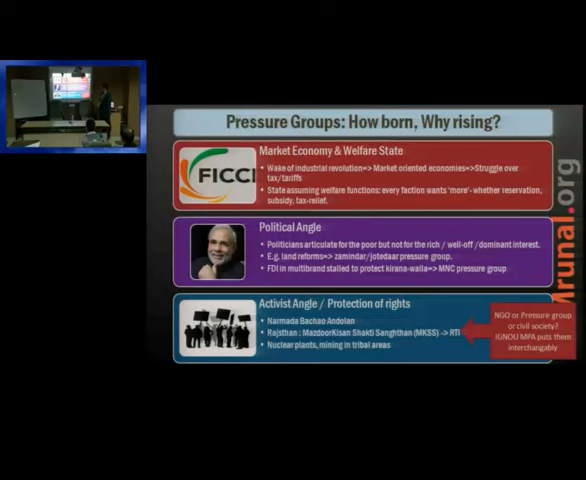 Pressure Groups: How born, Why rising?
Market Economy & Welfare State
FICCI
• Wake of industrial revolution=> Market oriented economies=>Struggle over
tax/tariffs
• State assuming welfare functions: every faction wants 'more'- whether reservation,
subsidy, tax-relief.
Political Angle
• Politicians articulate for the poor but not for the rich / well-off /dominant interest.
• E.g. land reforms=> zamindar/jotedaar pressure group.
• FDI in multibrand stalled to protect kirana-walla=> MNC pressure group
Activist Angle / Protection of rights
• Narmada Bachao Andolan
• Rajsthan : MazdoorKisan Shakti Sanghthan (MKSS) -> RTI
• Nuclear plants, mining in tribal areas
NGO or Pressure group
or civil society?
IGNOU MPA puts them
interchangably
Mrunal.org